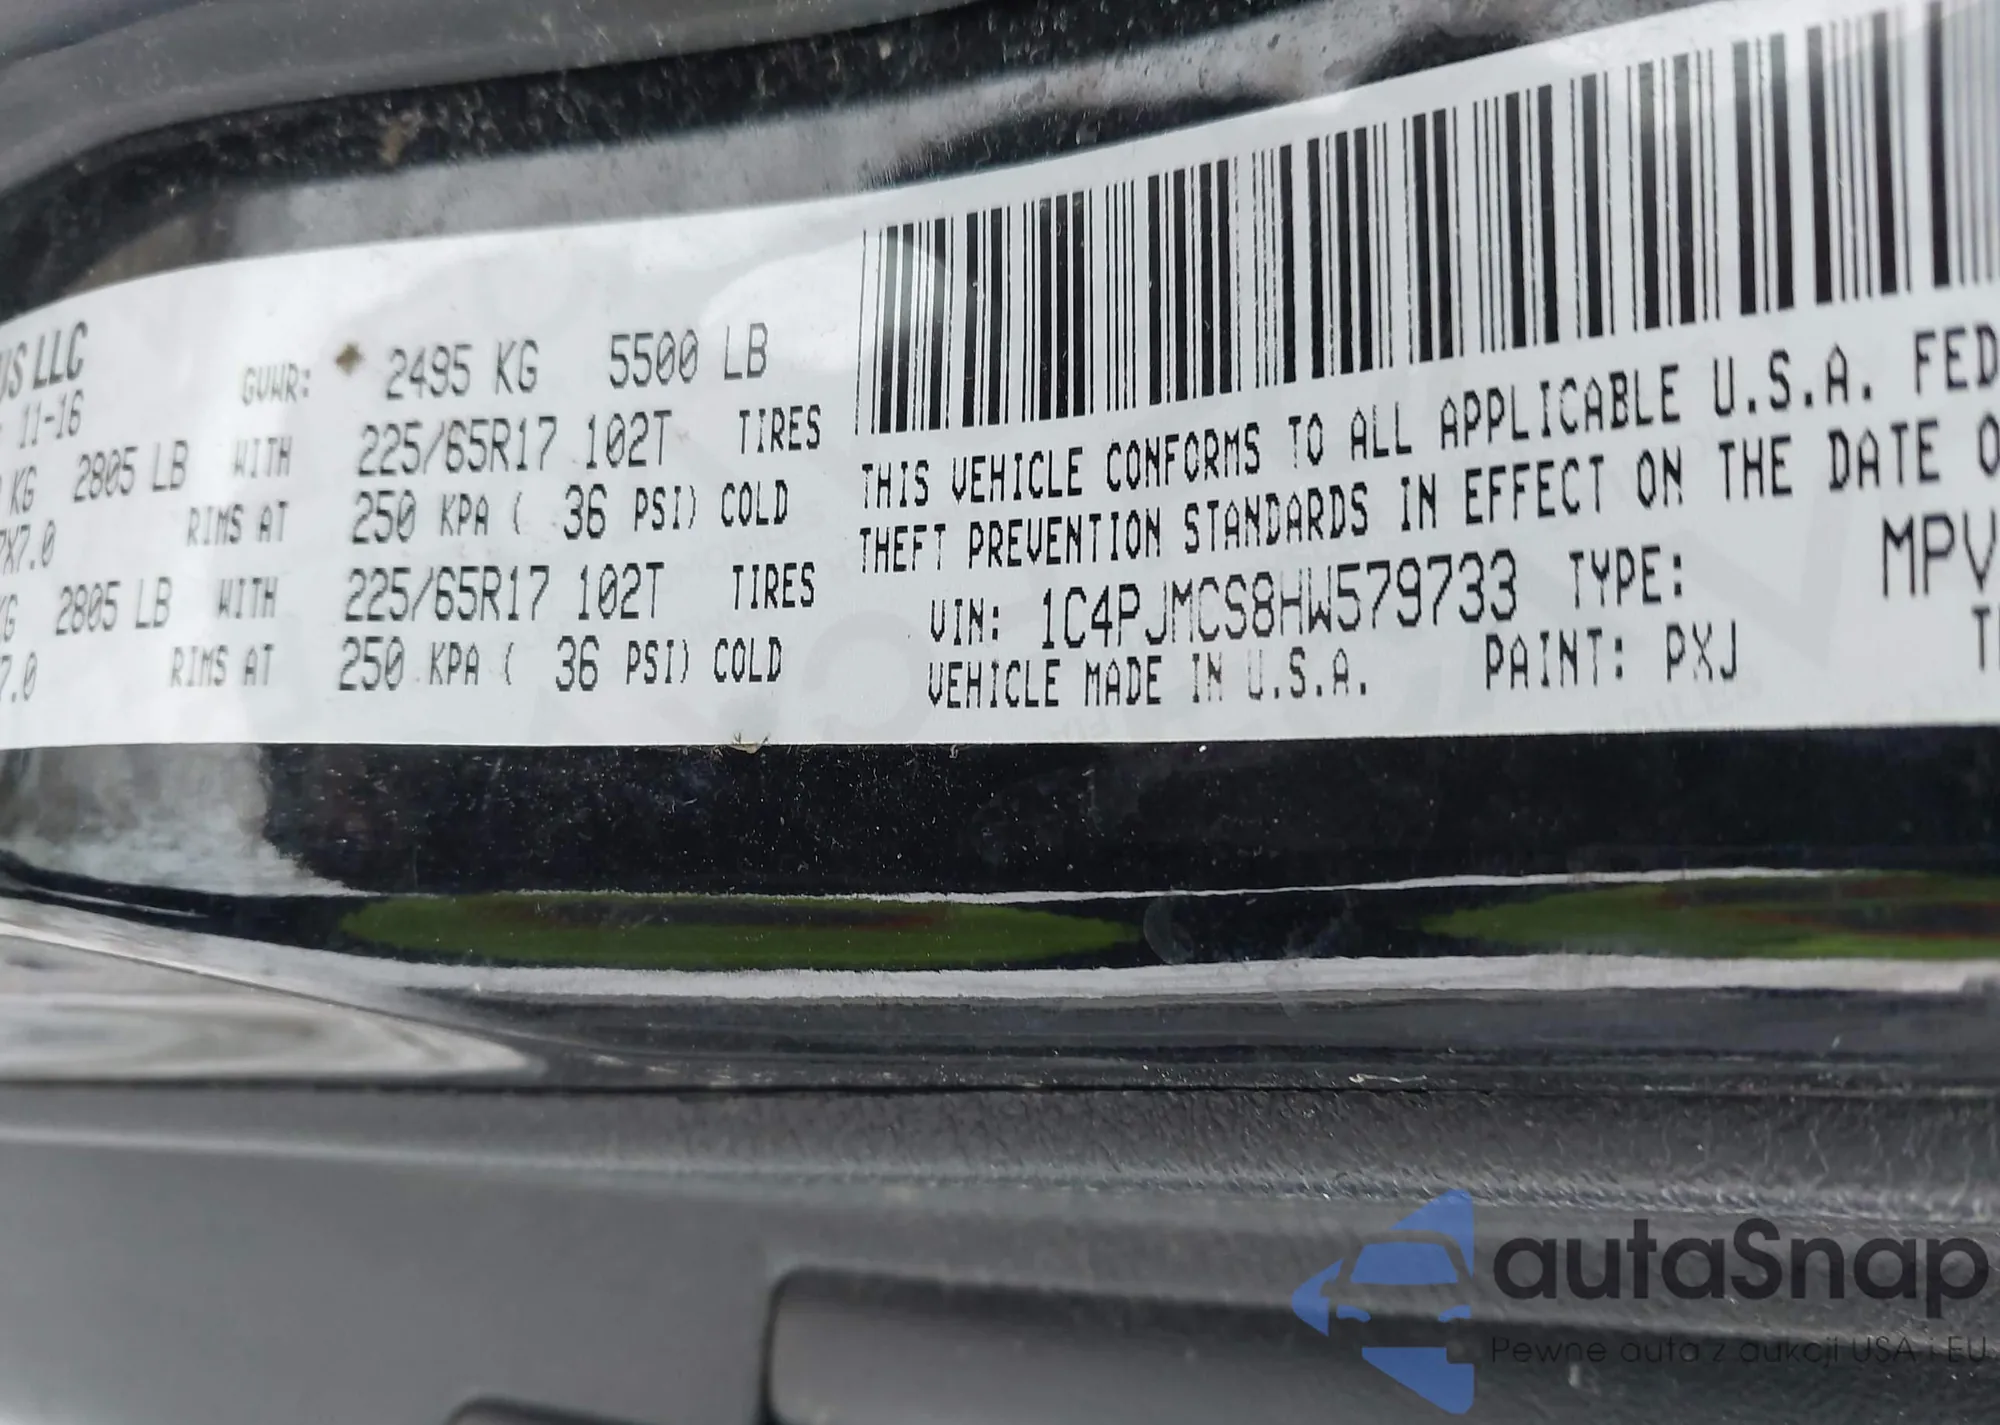 US LLC
11-16
GVWR: 2495 KG 5500 LB
KG 2805 LB WITH 225/65R17 102T TIRES
7X7.0 RIMS AT 250 KPA ( 36 PSI) COLD
KG 2805 LB WITH 225/65R17 102T TIRES
7.0 RIMS AT 250 KPA ( 36 PSI) COLD
THIS VEHICLE CONFORMS TO ALL APPLICABLE U.S.A. FED
THEFT PREVENTION STANDARDS IN EFFECT ON THE DATE O
VIN: 1C4PJMCS8HW579733 TYPE: MPV
VEHICLE MADE IN U.S.A. PAINT: PXJ
autaSnap
Pewne auta z aukcji USA i EU